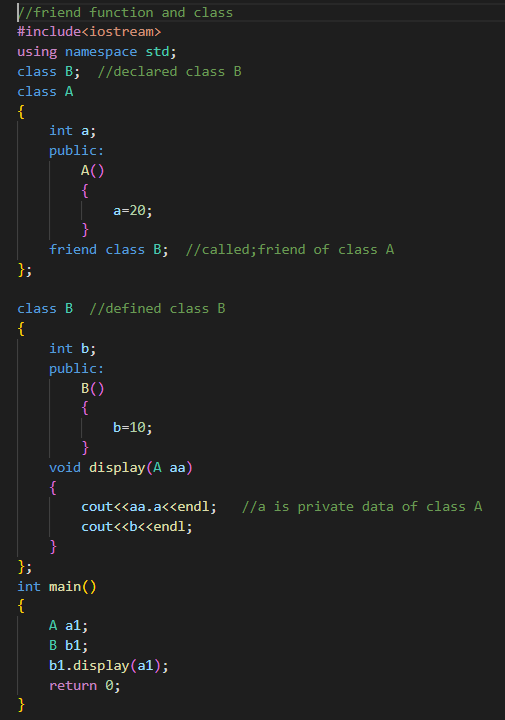 //friend function and class
#include<iostream>
using namespace std;
class B;  //declared class B
class A
{
    int a;
    public:
        A()
        {
            a=20;
        }
    friend class B;  //called;friend of class A
};

class B  //defined class B
{
    int b;
    public:
        B()
        {
            b=10;
        }
    void display(A aa)
    {
        cout<<aa.a<<endl;   //a is private data of class A
        cout<<b<<endl;
    }
};
int main()
{
    A a1;
    B b1;
    b1.display(a1);
    return 0;
}